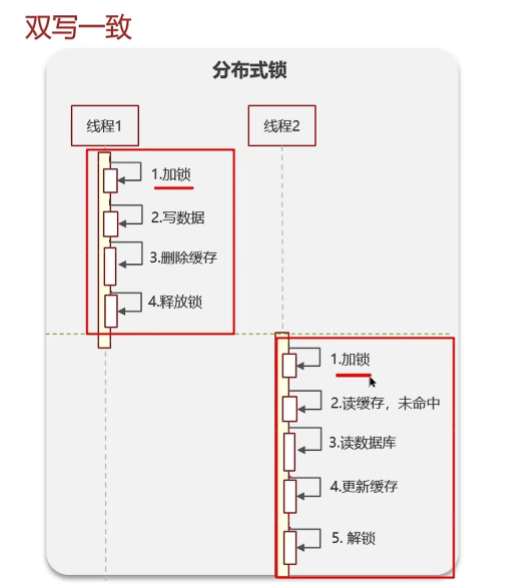 双写一致
分布式锁
线程1
线程2
1.加锁
2.写数据
3.删除缓存
4.释放锁
1.加锁
2.读缓存，未命中
3.读数据库
4.更新缓存
5. 解锁